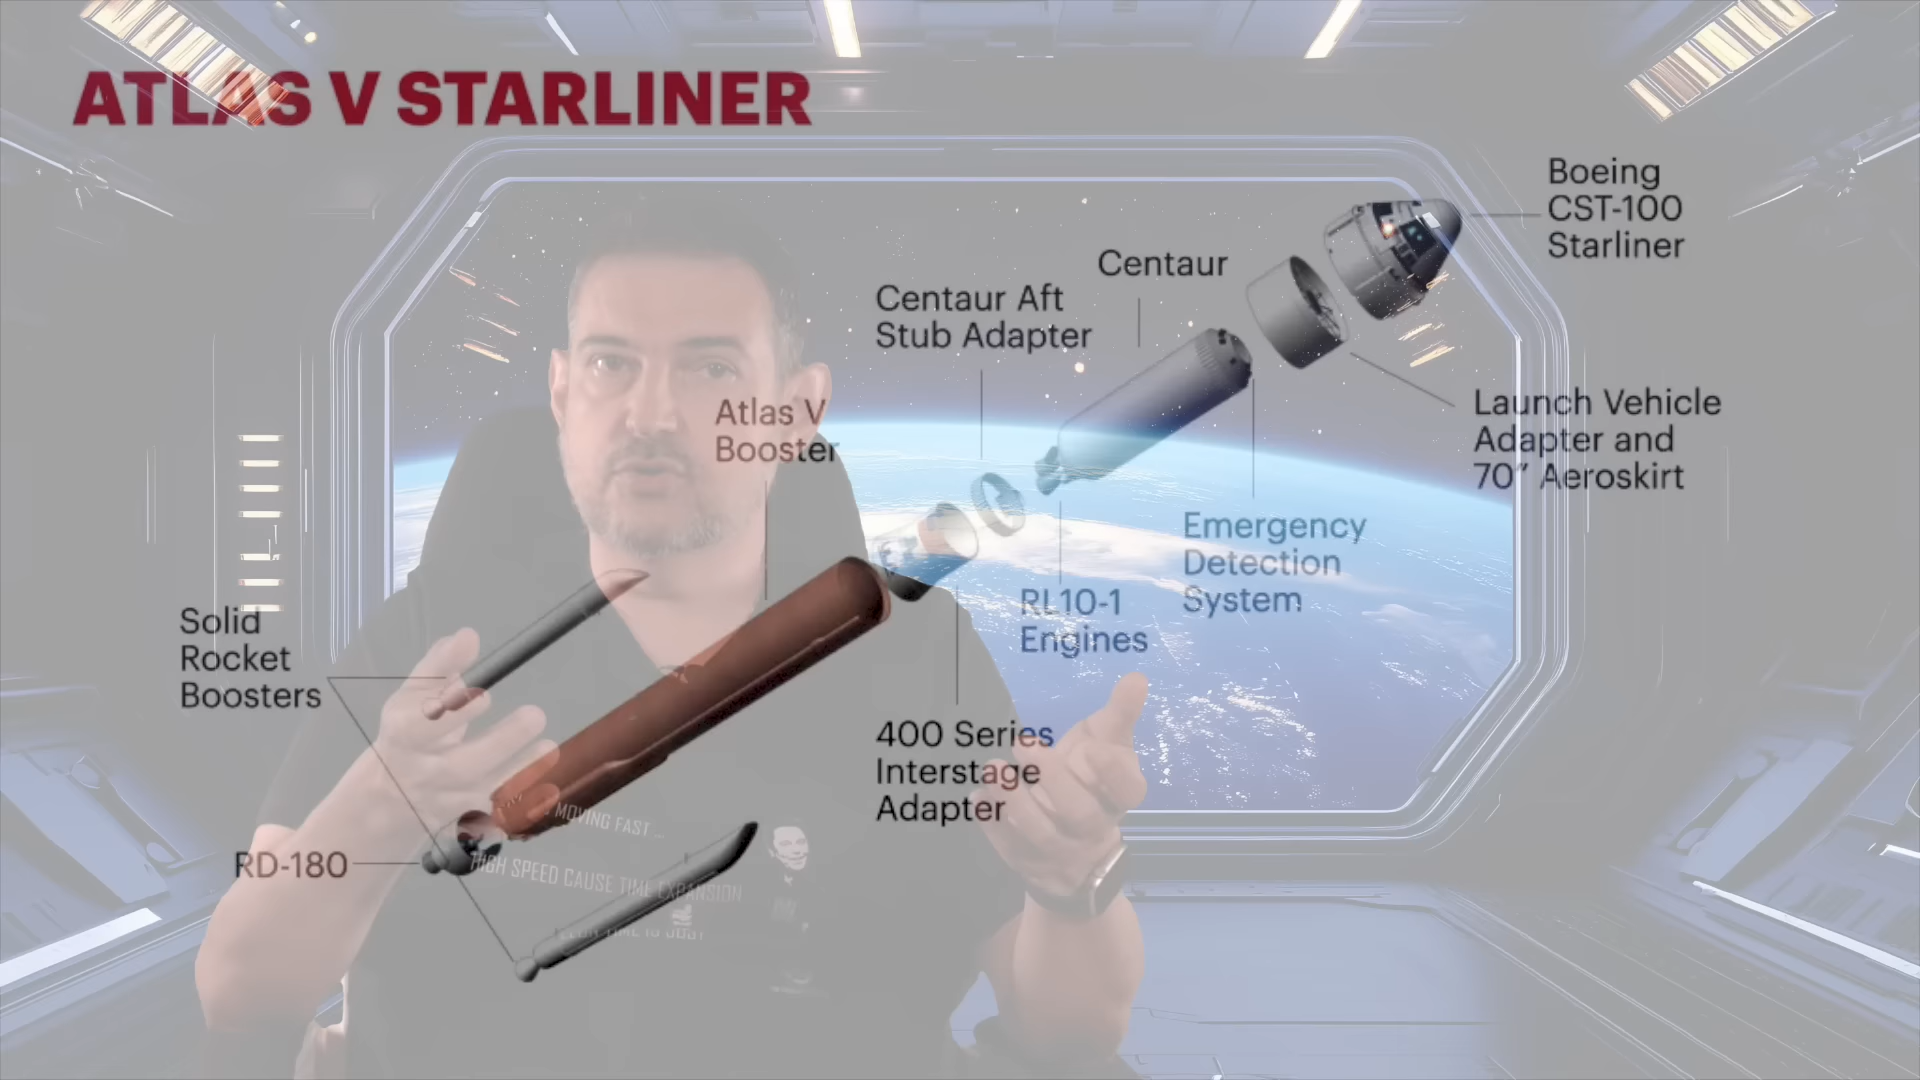 ATLAS V STARLINER
Boeing
CST-100
Starliner
Centaur
Centaur Aft
Stub Adapter
Launch Vehicle
Adapter and
70" Aeroskirt
Atlas V
Booster
Emergency
Detection
System
RL10-1
Engines
Solid
Rocket
Boosters
400 Series
Interstage
Adapter
RD-180
MOVING FAST ...
HIGH SPEED CAUSE TIME EXPANSION